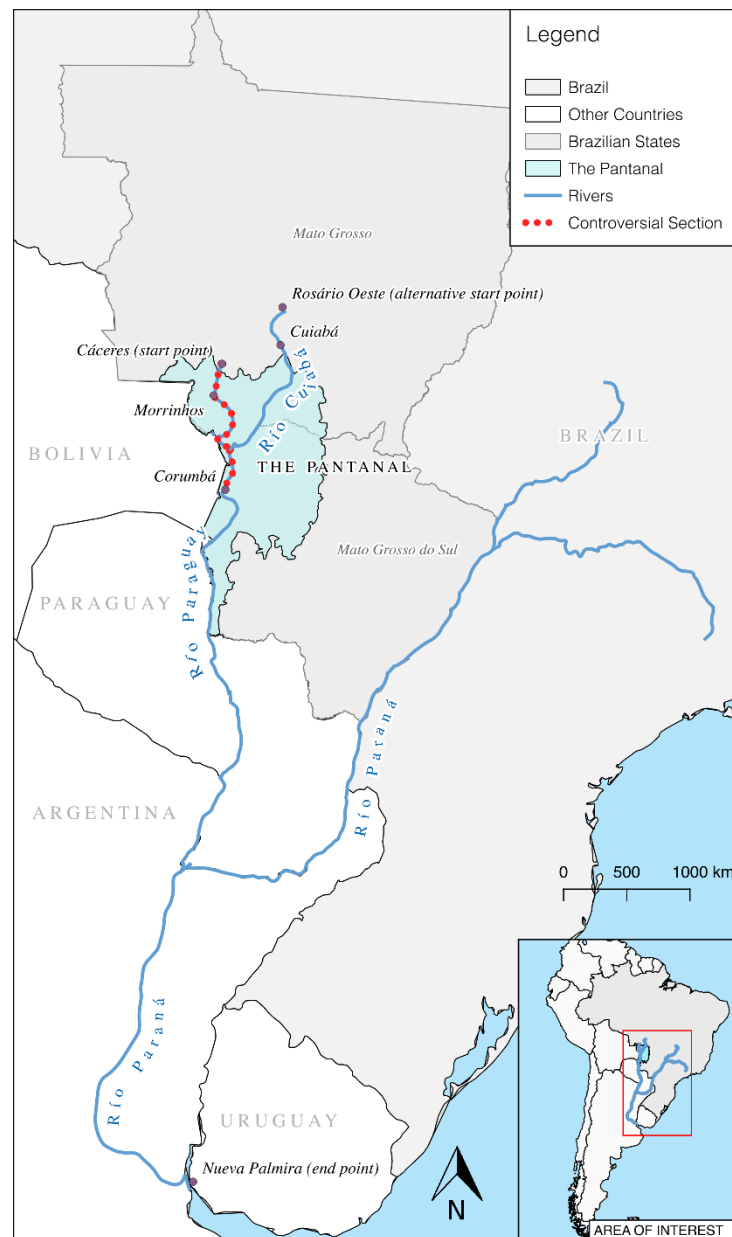 Legend
Brazil
Other Countries
Brazilian States
The Pantanal
Rivers
Controversial Section
Mato Grosso
Rosário Oeste (alternative start point)
Cuiabá
Cáceres (start point)
Río Cuiabá
Morrinhos
BRAZIL
BOLIVIA
THE PANTANAL
Corumbá
Mato Grosso do Sul
PARAGUAY
Río Paraguay
Río Paraná
ARGENTINA
0 500 1000 km
Río Paraná
URUGUAY
Nueva Palmira (end point)
N
AREA OF INTEREST